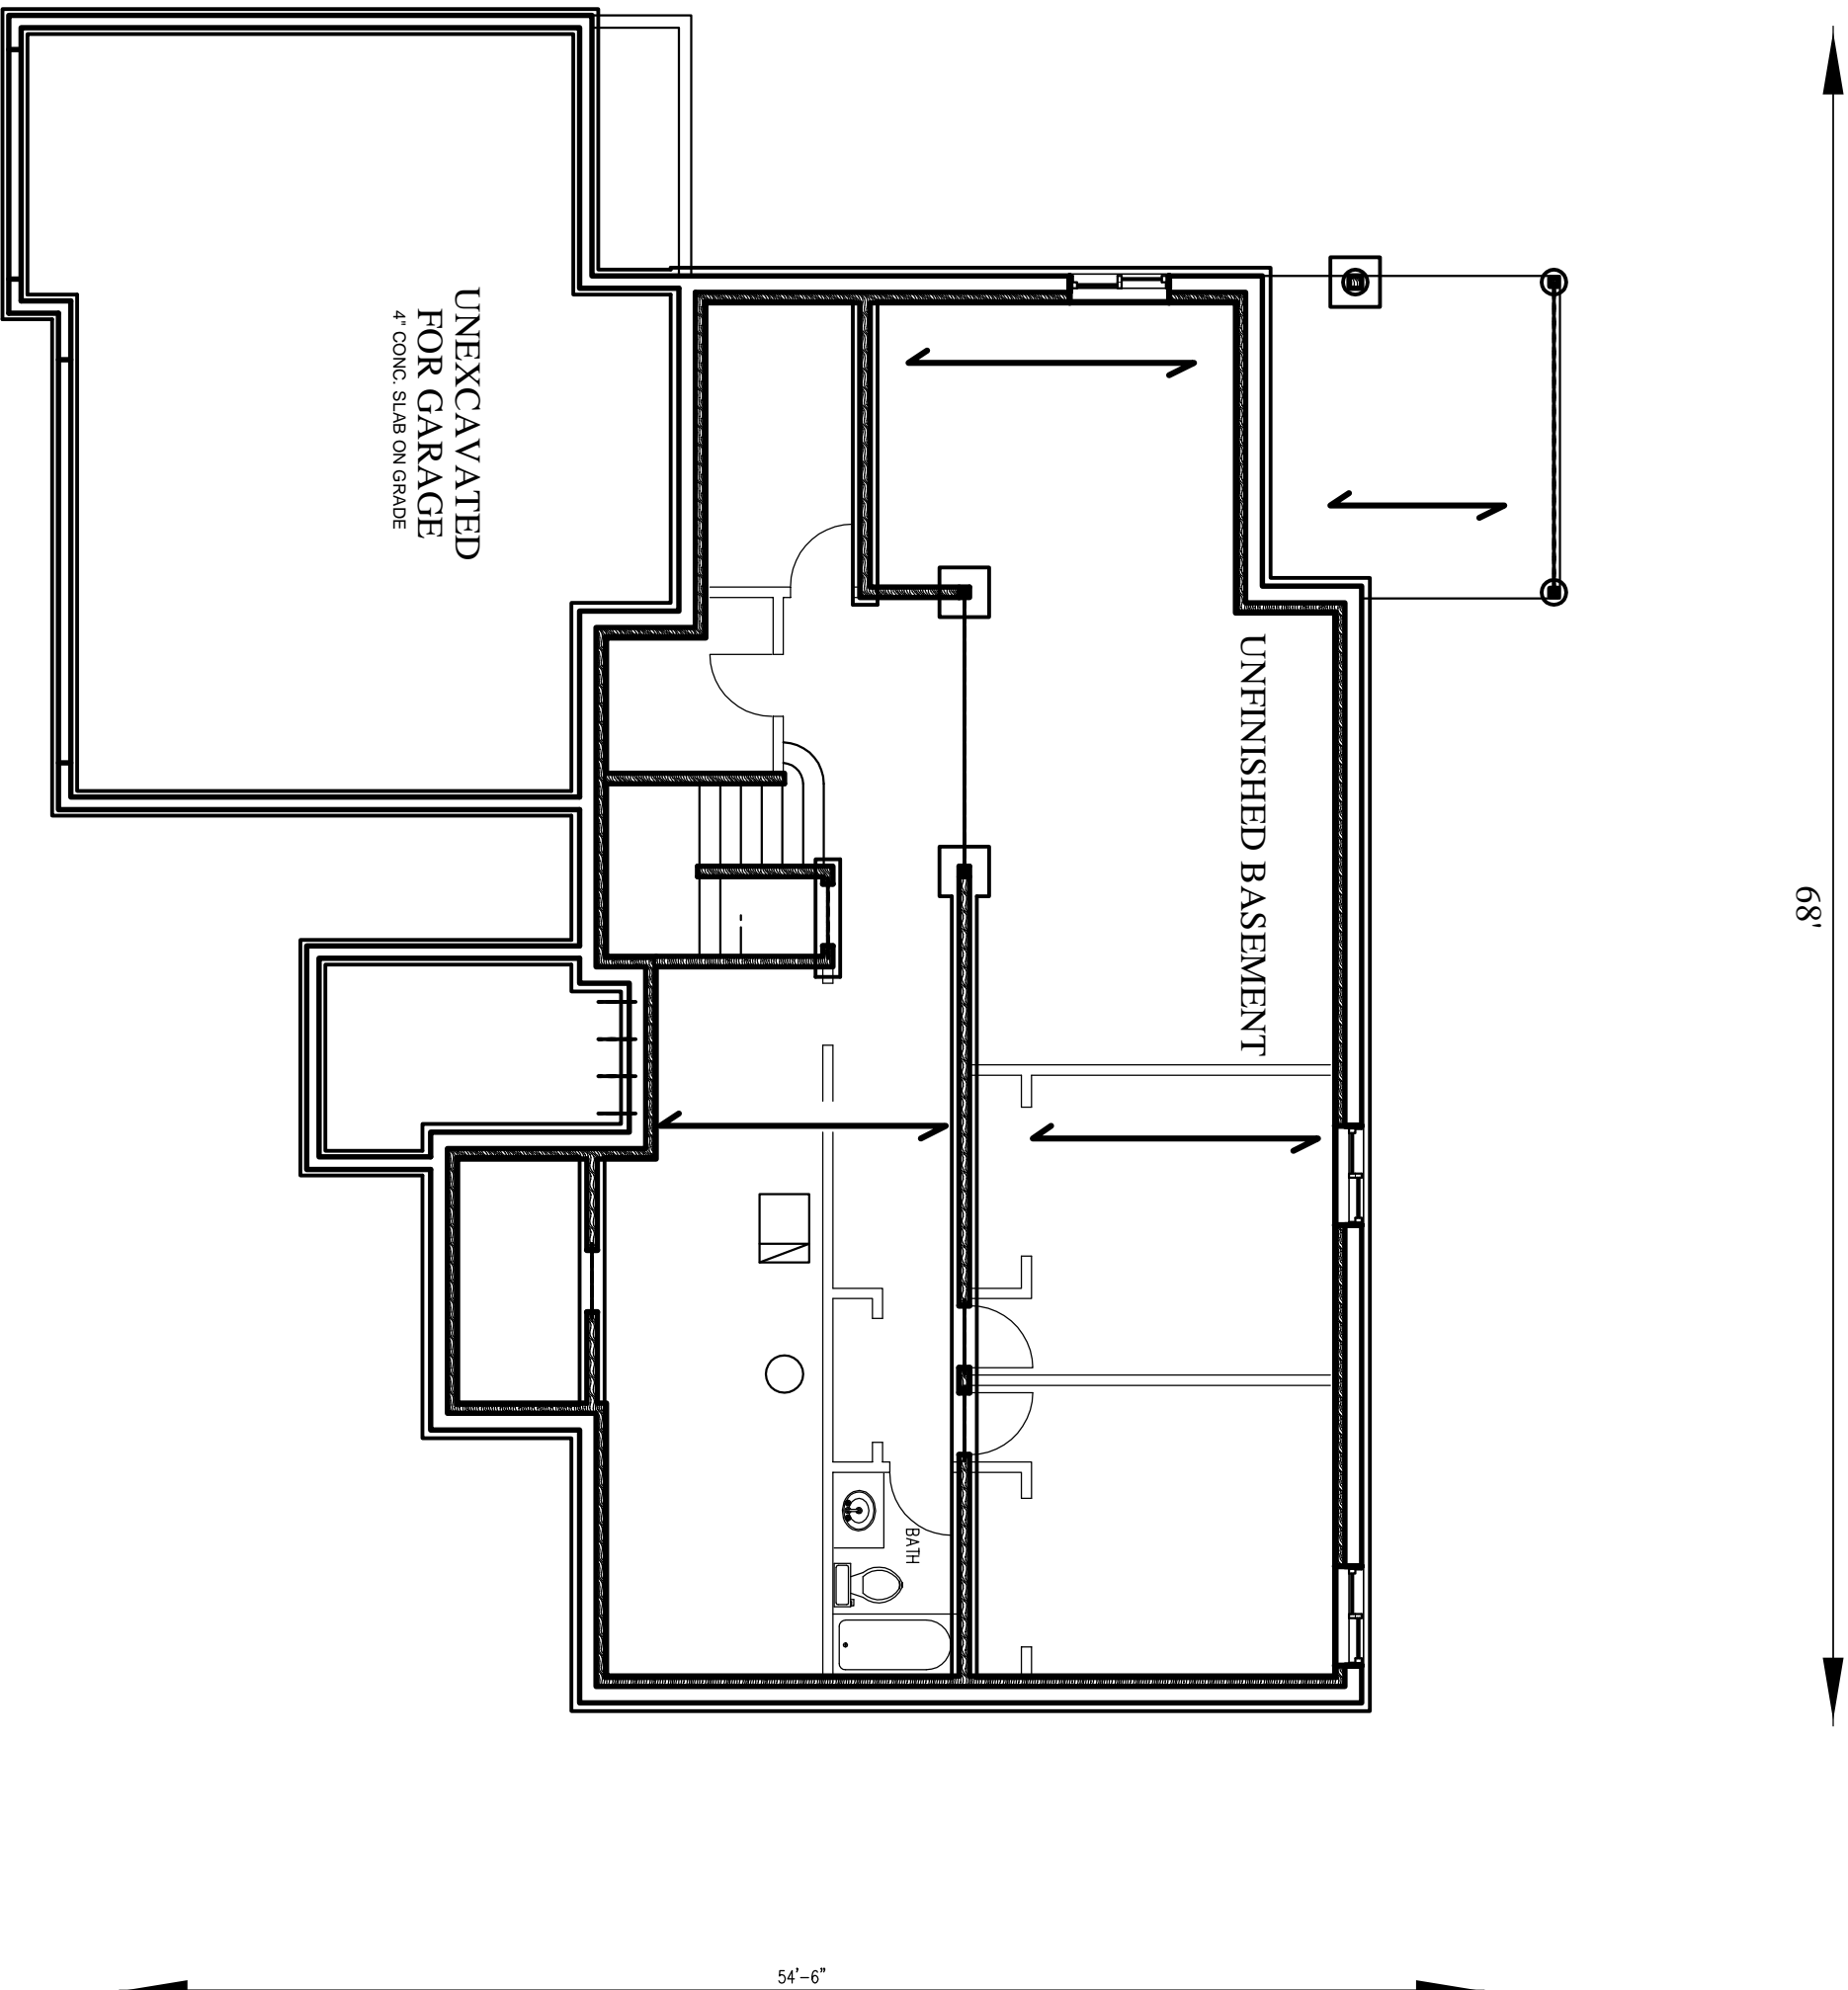 68'
UNFINISHED BASEMENT
UNEXCAVATED
FOR GARAGE
4" CONC. SLAB ON GRADE
BATH
54'-6"